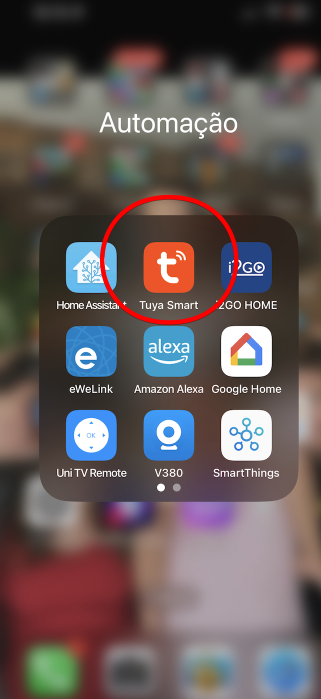 Automação
t
i2GO
Home Assistant
Tuya Smart
i2GO HOME
e
alexa
eWeLink
Amazon Alexa
Google Home
OK
Uni TV Remote
V380
SmartThings